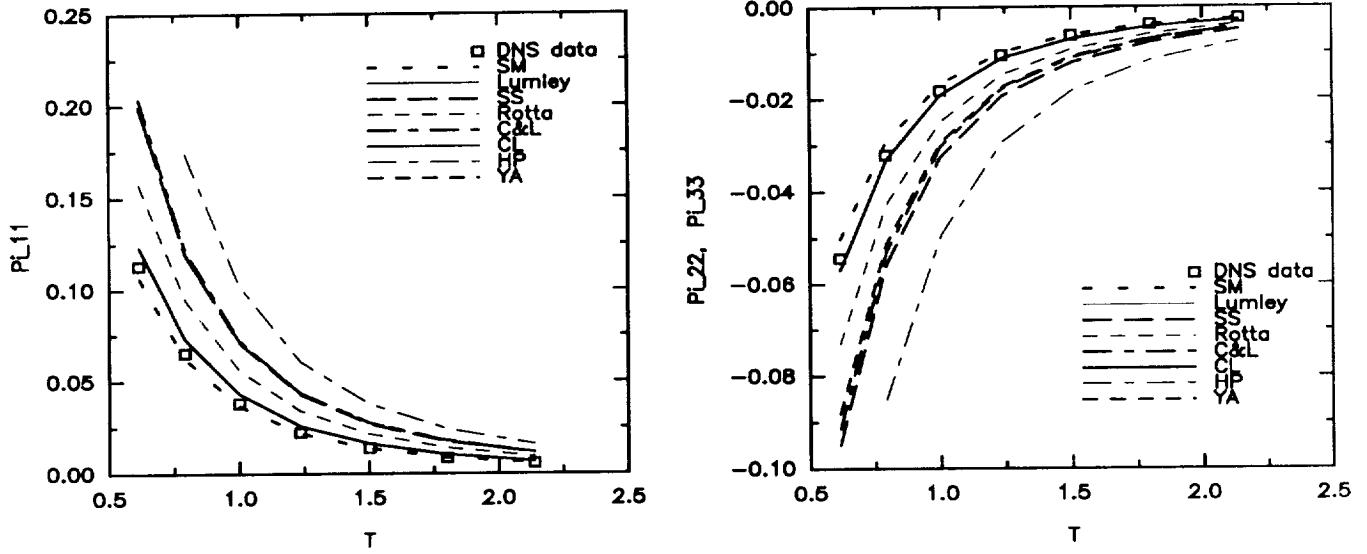 0.25
0.20
0.15
0.10
0.05
0.00
Pi_11
DNS data
SM
Lumley
SS
Rotta
C&L
CL
HP
YA
0.5 1.0 1.5 2.0 2.5
T
0.00
-0.02
-0.04
-0.06
-0.08
-0.10
Pi_22, Pi_33
DNS data
SM
Lumley
SS
Rotta
C&L
CL
HP
YA
0.5 1.0 1.5 2.0 2.5
T